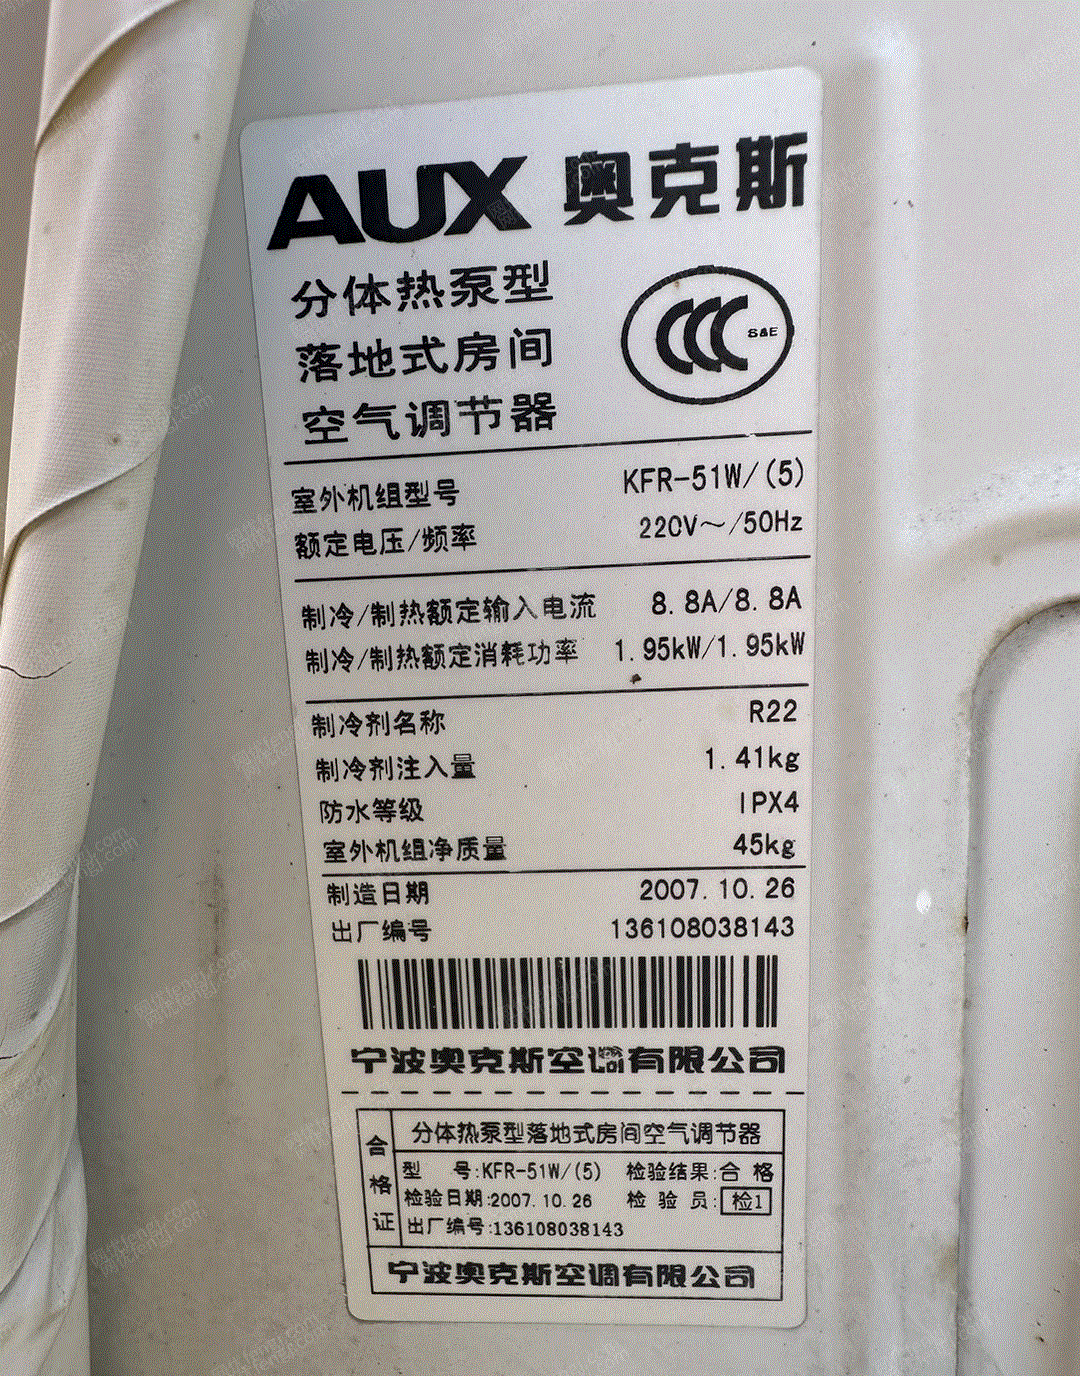 AUX 奥克斯
分体热泵型
落地式房间
空气调节器
CCC S&E
室外机组型号 KFR-51W/(5)
额定电压/频率 220V～/50Hz
制冷/制热额定输入电流 8.8A/8.8A
制冷/制热额定消耗功率 1.95kW/1.95kW
制冷剂名称 R22
制冷剂注入量 1.41kg
防水等级 IPX4
室外机组净质量 45kg
制造日期 2007.10.26
出厂编号 136108038143
宁波奥克斯空调有限公司
合格证
分体热泵型落地式房间空气调节器
型 号:KFR-51W/(5) 检验结果:合 格
检验日期:2007.10.26 检 验 员:检1
出厂编号:136108038143
宁波奥克斯空调有限公司